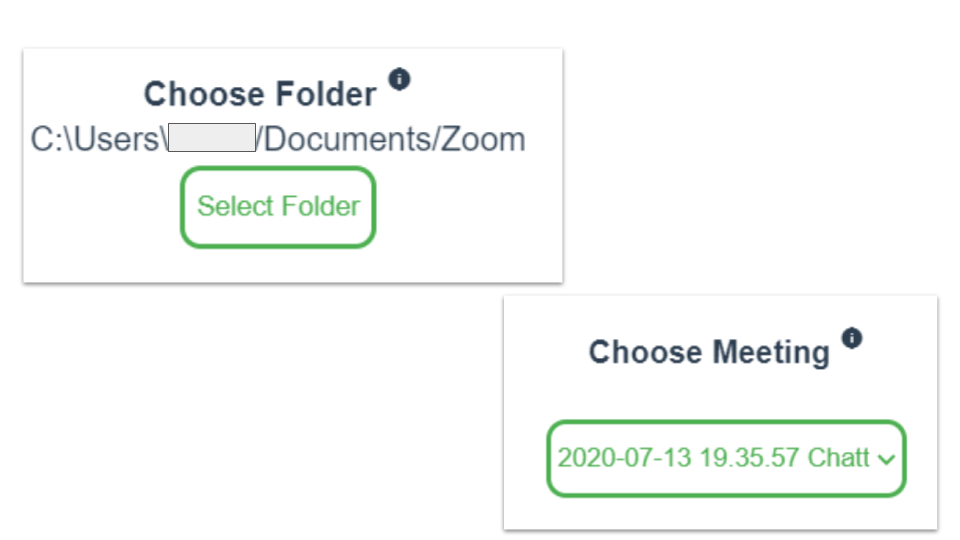 Choose Folder
C:\Users\ /Documents/Zoom
Select Folder
Choose Meeting
2020-07-13 19.35.57 Chatt